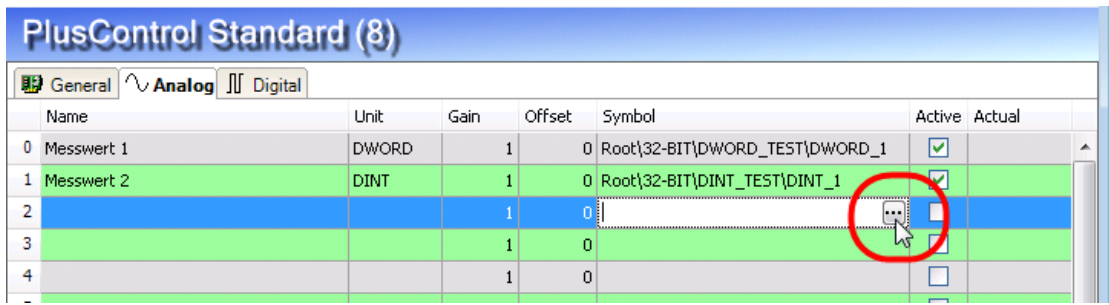 PlusControl Standard (8)
General Analog Digital
Name Unit Gain Offset Symbol Active Actual
0 Messwert 1 DWORD 1 0 Root\32-BIT\DWORD_TEST\DWORD_1
1 Messwert 2 DINT 1 0 Root\32-BIT\DINT_TEST\DINT_1
2 1 0 ...
3 1 0
4 1 0